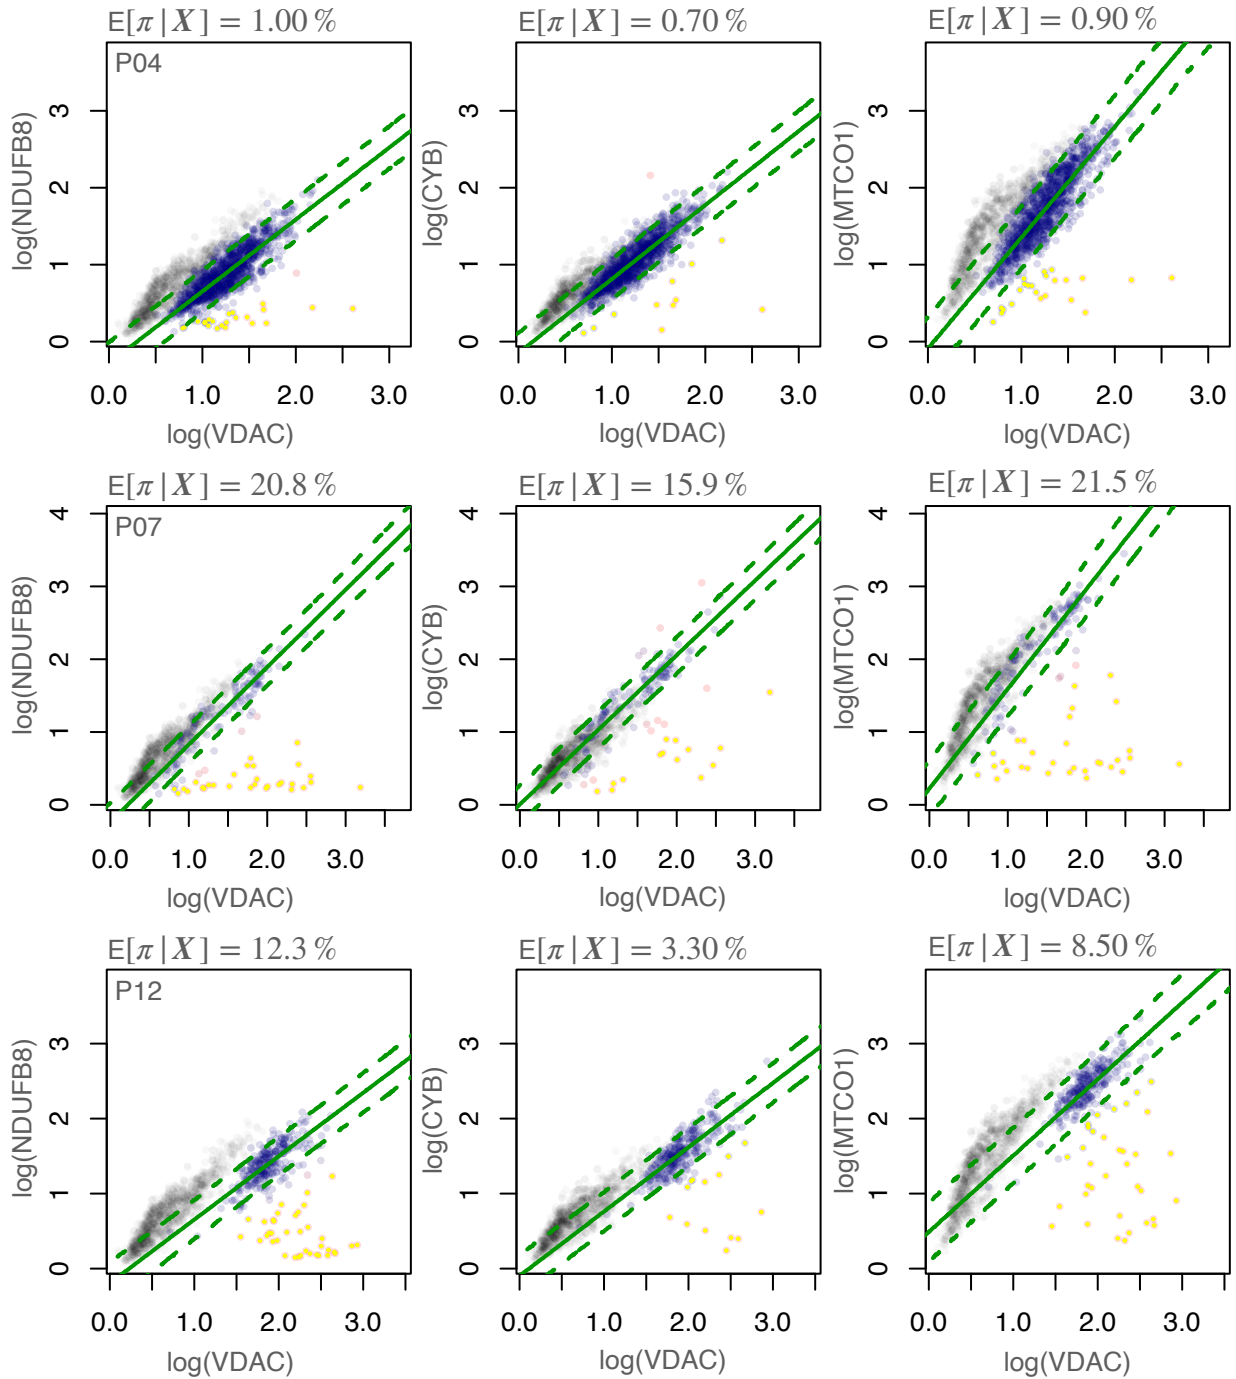 E[π | X] = 1.00 %
E[π | X] = 0.70 %
E[π | X] = 0.90 %
P04
log(NDUFB8)
0 1 2 3
0.0 1.0 2.0 3.0
log(VDAC)
log(CYB)
0 1 2 3
0.0 1.0 2.0 3.0
log(VDAC)
log(MTCO1)
0 1 2 3
0.0 1.0 2.0 3.0
log(VDAC)
E[π | X] = 20.8 %
E[π | X] = 15.9 %
E[π | X] = 21.5 %
P07
log(NDUFB8)
0 1 2 3 4
0.0 1.0 2.0 3.0
log(VDAC)
log(CYB)
0 1 2 3 4
0.0 1.0 2.0 3.0
log(VDAC)
log(MTCO1)
0 1 2 3 4
0.0 1.0 2.0 3.0
log(VDAC)
E[π | X] = 12.3 %
E[π | X] = 3.30 %
E[π | X] = 8.50 %
P12
log(NDUFB8)
0 1 2 3
0.0 1.0 2.0 3.0
log(VDAC)
log(CYB)
0 1 2 3
0.0 1.0 2.0 3.0
log(VDAC)
log(MTCO1)
0 1 2 3
0.0 1.0 2.0 3.0
log(VDAC)